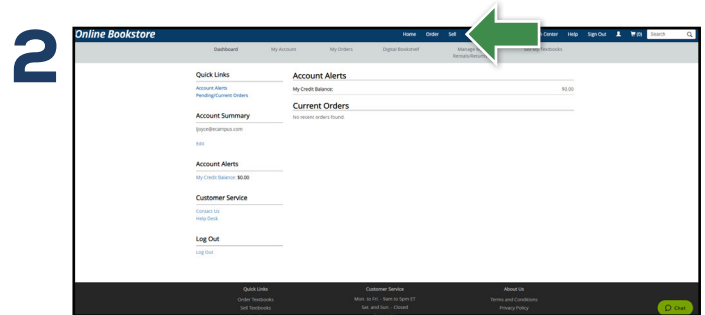 2
Online Bookstore
Home Order Sell Center Help Sign Out (0) Search
Dashboard My Account My Orders Digital Bookshelf Manage Sell My Textbooks
Rentals/Returns
Quick Links
Account Alerts
Pending/Current Orders
Account Summary
ljoyce@ecampus.com
Edit
Account Alerts
My Credit Balance: $0.00
Customer Service
Contact Us
Help Desk
Log Out
Log Out
Account Alerts
My Credit Balance: $0.00
Current Orders
No recent orders found.
Quick Links
Order Textbooks
Sell Textbooks
Customer Service
Mon. to Fri. - 9am to 5pm ET
Sat. and Sun. - Closed
About Us
Terms and Conditions
Privacy Policy
Chat